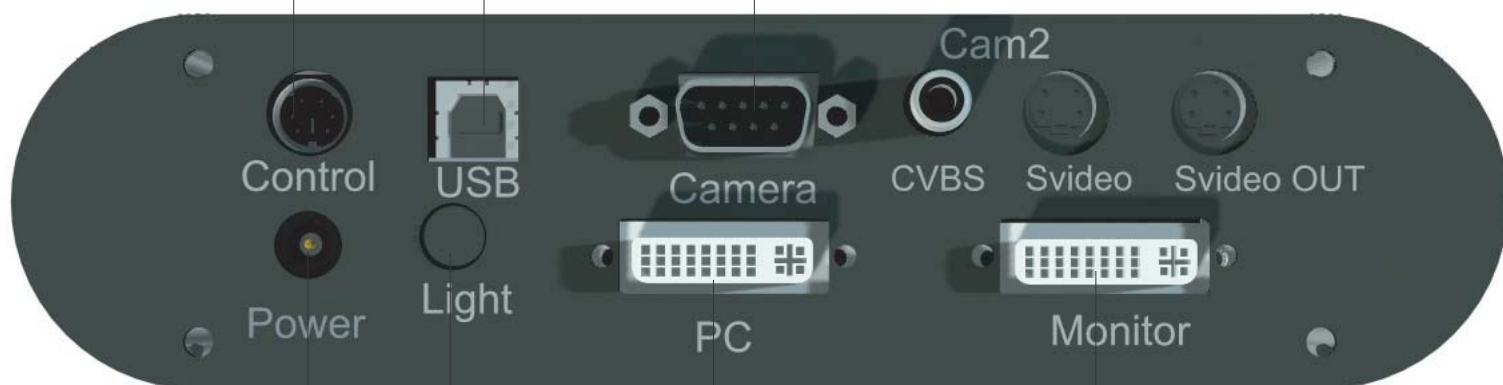 Cam2
Control
USB
Camera
CVBS
Svideo
Svideo OUT
Power
Light
PC
Monitor